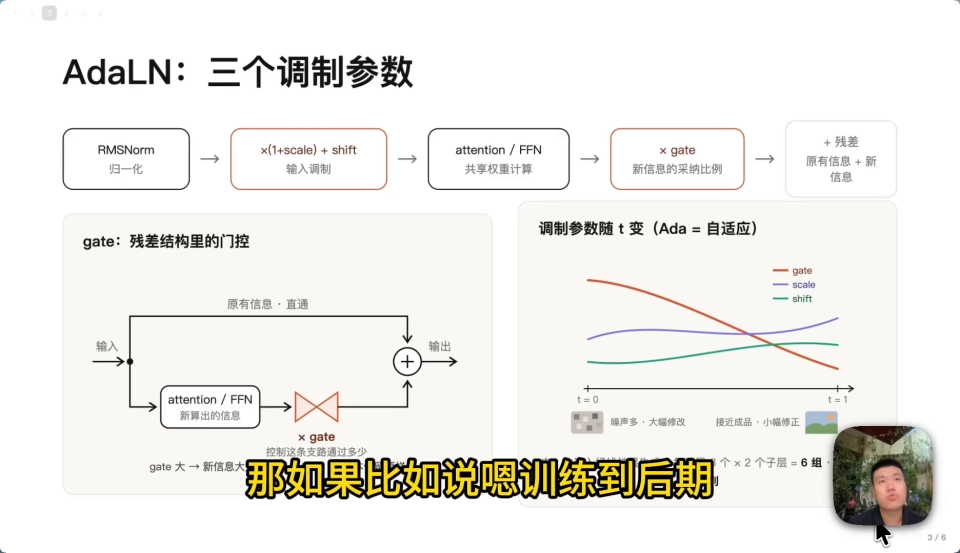 AdaLN：三个调制参数
RMSNorm
归一化
×(1+scale) + shift
输入调制
attention / FFN
共享权重计算
× gate
新信息的采纳比例
+ 残差
原有信息 + 新
信息
gate：残差结构里的门控
原有信息 · 直通
输入
输出
attention / FFN
新算出的信息
× gate
控制这条支路通过多少
gate 大 → 新信息大
调制参数随 t 变（Ada = 自适应）
gate
scale
shift
t = 0
t = 1
噪声多 · 大幅修改
接近成品 · 小幅修正
个 × 2 个子层 = 6 组 ·
那如果比如说嗯训练到后期
3 / 6